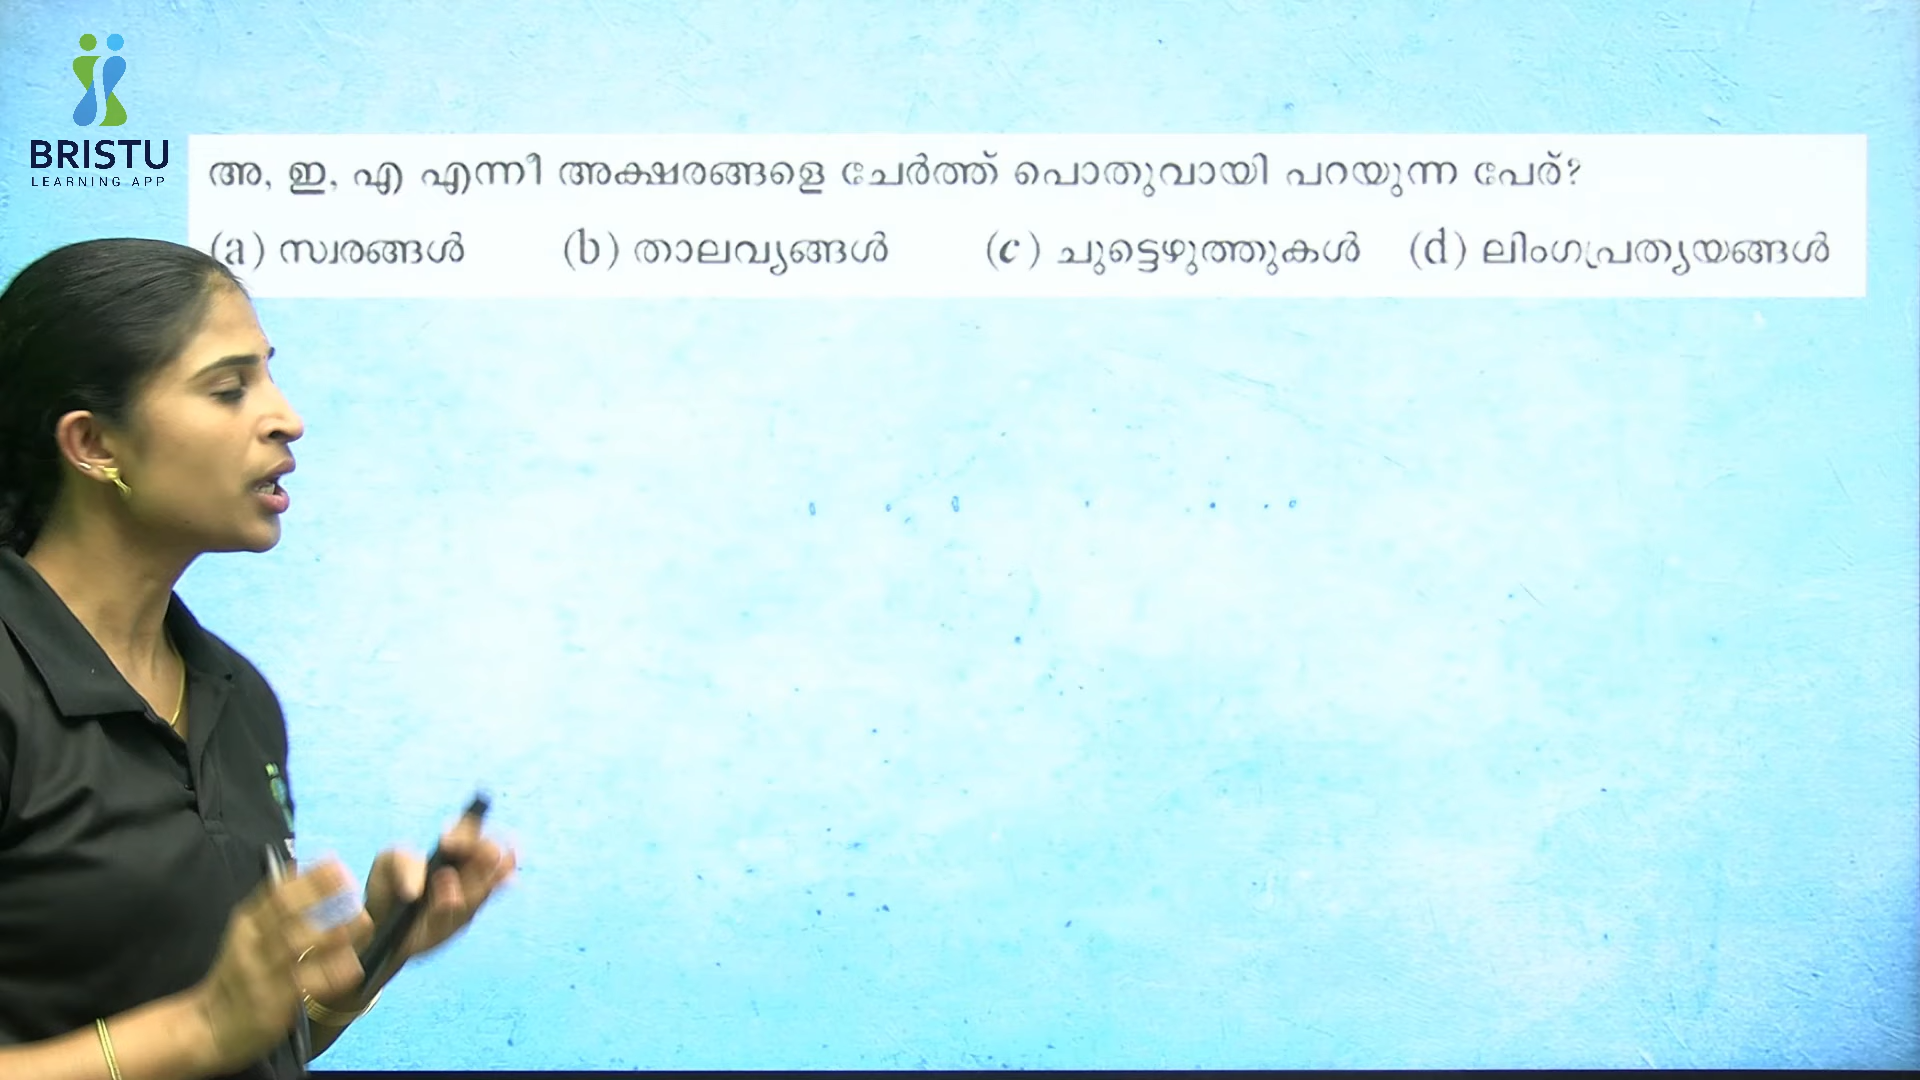 BRISTU
LEARNING APP
അ, ഇ, എ എന്നീ അക്ഷരങ്ങളെ ചേർത്ത് പൊതുവായി പറയുന്ന പേര്?
(a) സ്വരങ്ങൾ (b) താലവ്യങ്ങൾ (c) ചുട്ടെഴുത്തുകൾ (d) ലിംഗപ്രത്യയങ്ങൾ